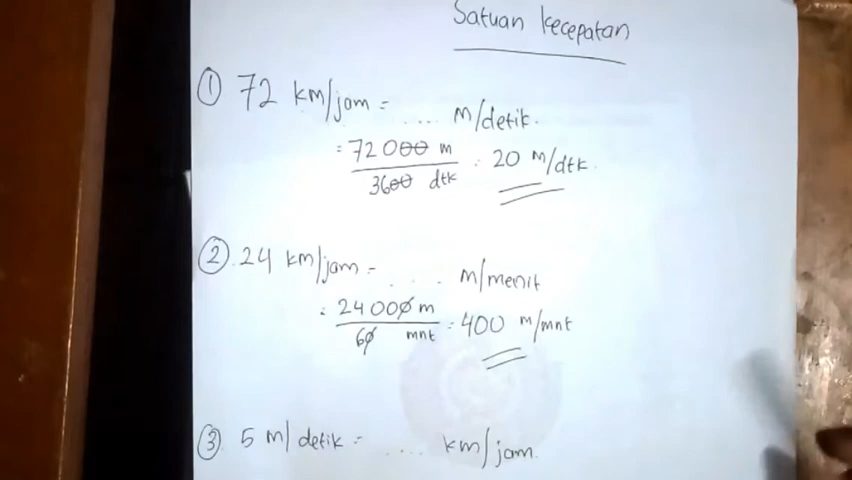 Satuan kecepatan
① 72 km/jam = .... m/detik.
= 72000 m / 3600 dtk = 20 m/dtk.
② 24 km/jam = .... m/menit
= 24000 m / 60 mnt = 400 m/mnt
③ 5 m/detik = .... km/jam.